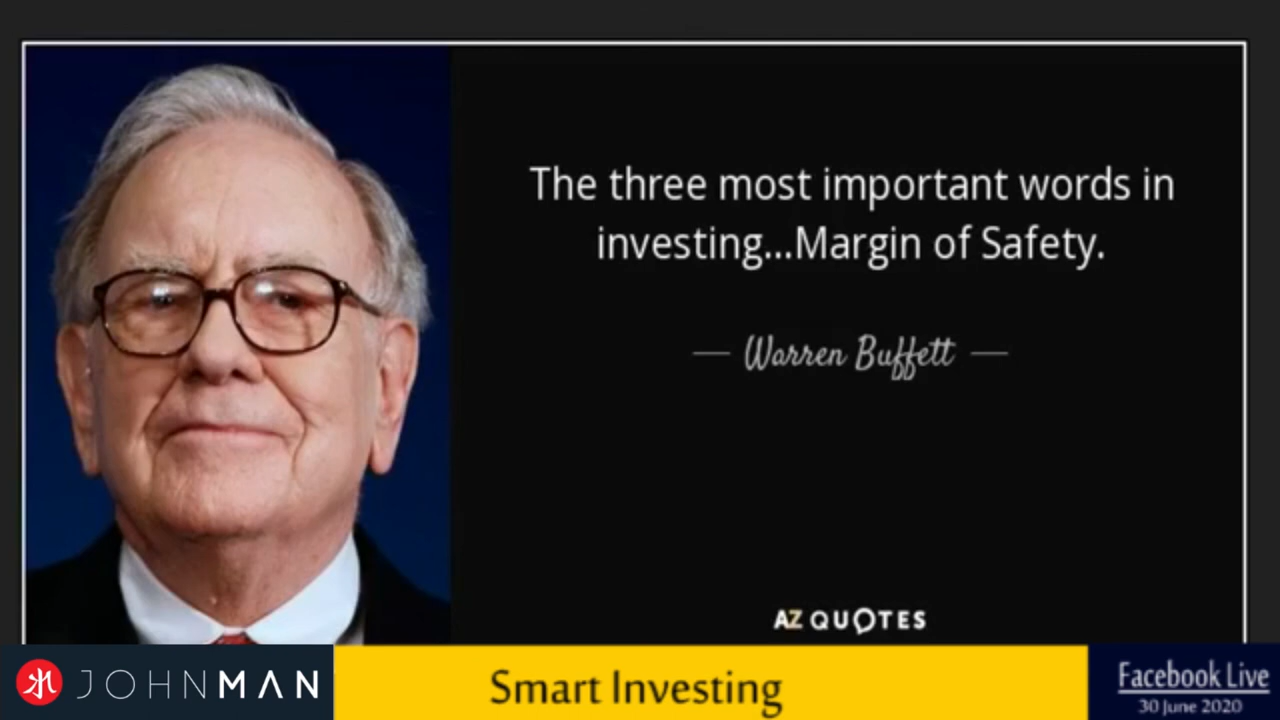 The three most important words in
investing...Margin of Safety.
— Warren Buffett —
AZ QUOTES
JOHNMAN
Smart Investing
Facebook Live
30 June 2020